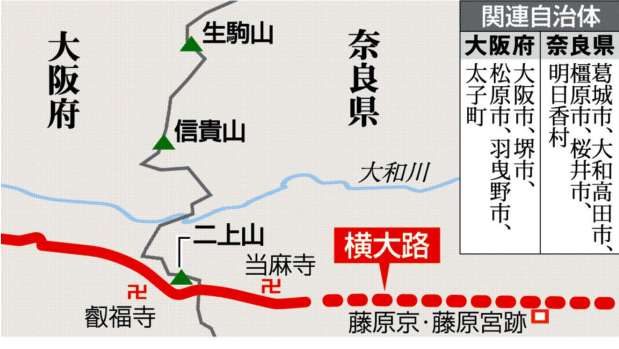 関連自治体
大阪府
大阪市、堺市、
松原市、羽曳野市、
太子町
奈良県
葛城市、大和高田市、
橿原市、桜井市、
明日香村
大阪府
奈良県
生駒山
信貴山
大和川
二上山
当麻寺
横大路
叡福寺
藤原京・藤原宮跡